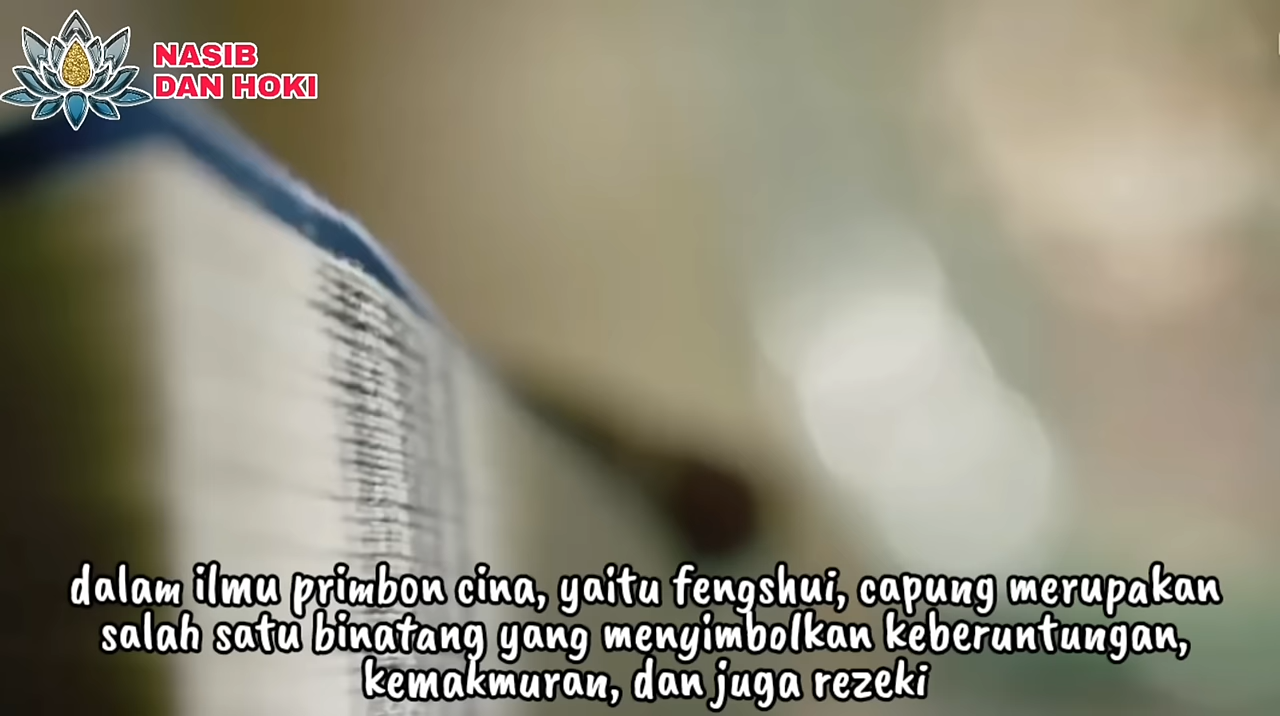 NASIB
DAN HOKI
dalam ilmu primbon cina, yaitu fengshui, capung merupakan
salah satu binatang yang menyimbolkan keberuntungan,
kemakmuran, dan juga rezeki